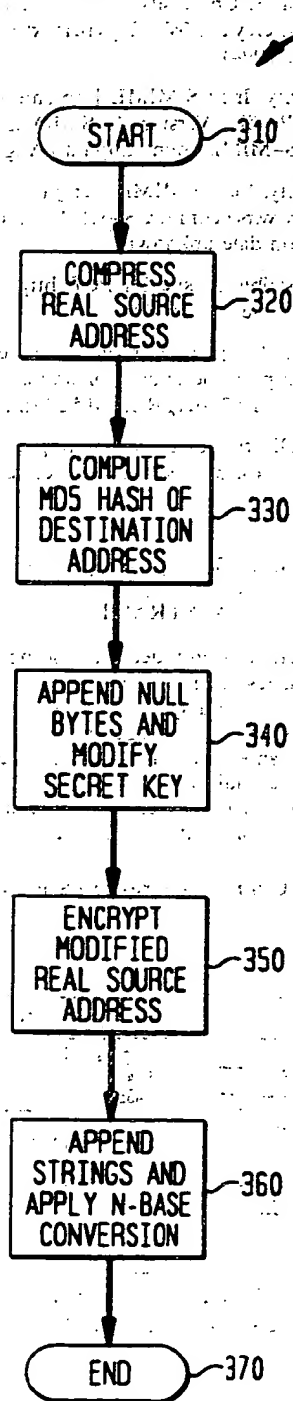 START
310
COMPRESS
REAL SOURCE
ADDRESS
320
COMPUTE
MD5 HASH OF
DESTINATION
ADDRESS
330
APPEND NULL
BYTES AND
MODIFY
SECRET KEY
340
ENCRYPT
MODIFIED
REAL SOURCE
ADDRESS
350
APPEND
STRINGS AND
APPLY N-BASE
CONVERSION
360
END
370